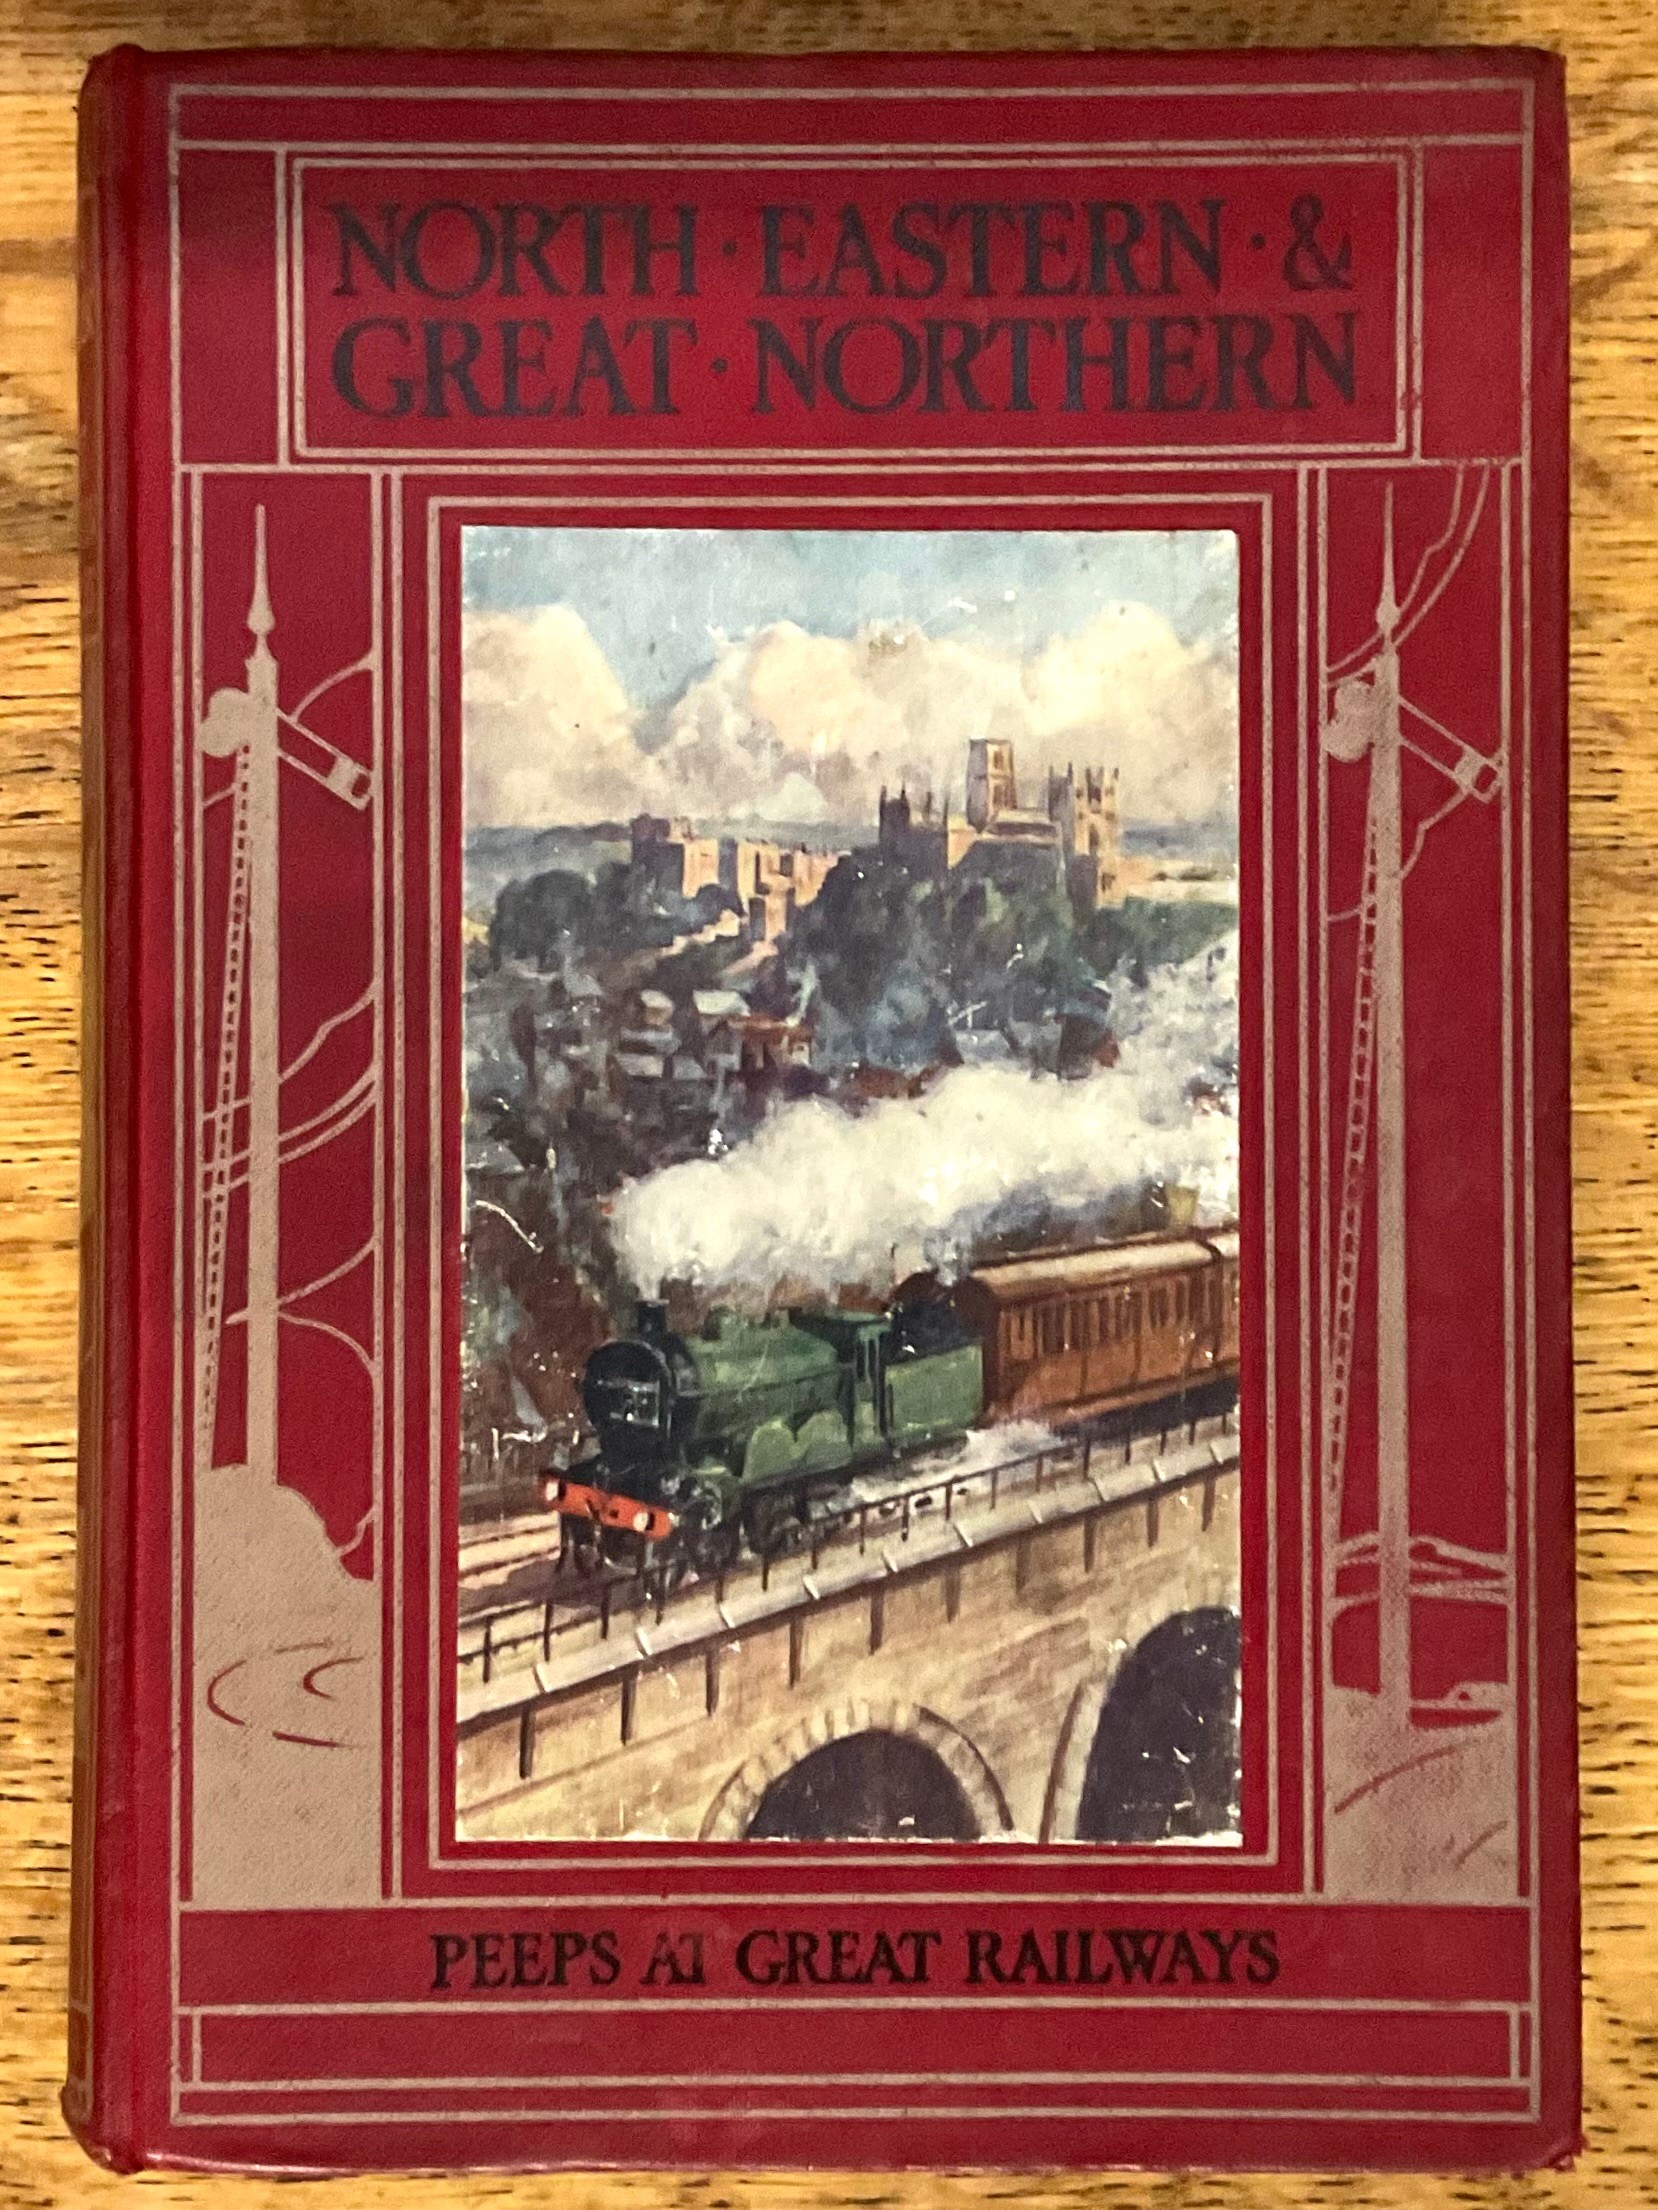 NORTH · EASTERN · &
GREAT · NORTHERN
PEEPS AT GREAT RAILWAYS